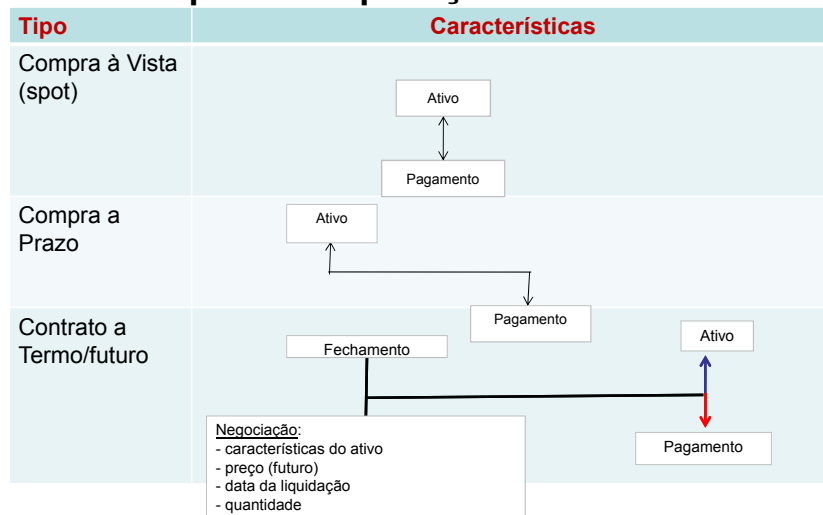 Tipo
Características
Compra à Vista
(spot)
Ativo
Pagamento
Compra a
Prazo
Ativo
Pagamento
Contrato a
Termo/futuro
Fechamento
Ativo
Negociação:
- características do ativo
- preço (futuro)
- data da liquidação
- quantidade
Pagamento